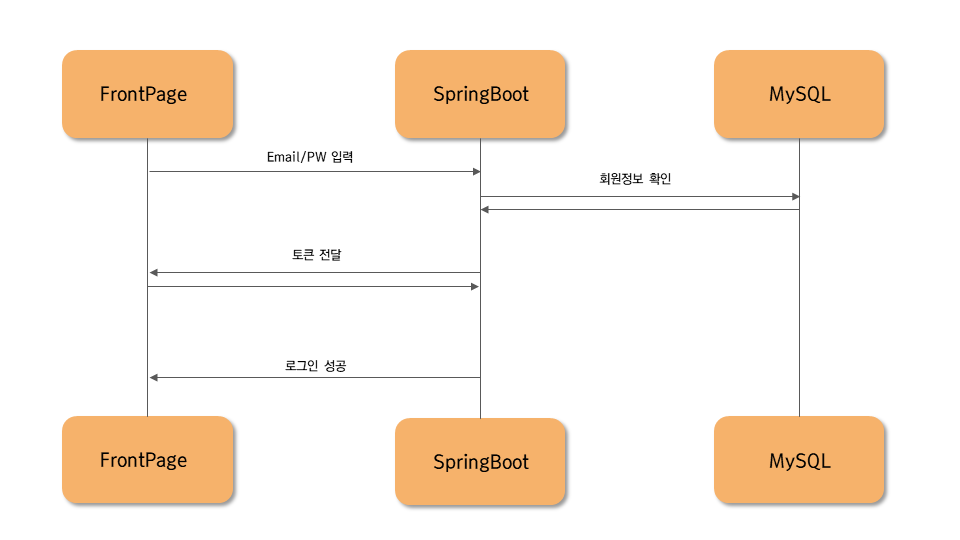 FrontPage
SpringBoot
MySQL
Email/PW 입력
회원정보 확인
토큰 전달
로그인 성공
FrontPage
SpringBoot
MySQL